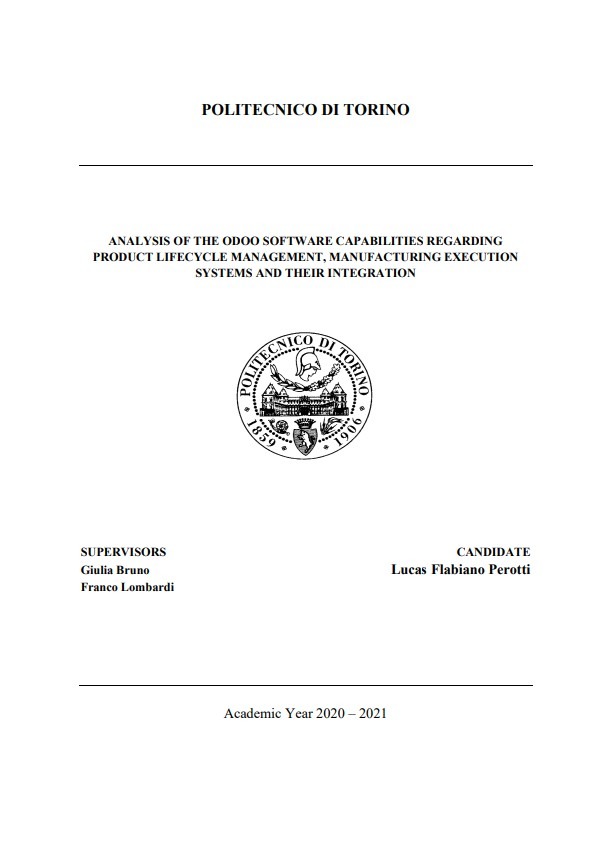 POLITECNICO DI TORINO
ANALYSIS OF THE ODOO SOFTWARE CAPABILITIES REGARDING
PRODUCT LIFECYCLE MANAGEMENT, MANUFACTURING EXECUTION
SYSTEMS AND THEIR INTEGRATION
POLITECNICO DI TORINO
1859 1906
SUPERVISORS
Giulia Bruno
Franco Lombardi
CANDIDATE
Lucas Flabiano Perotti
Academic Year 2020 – 2021